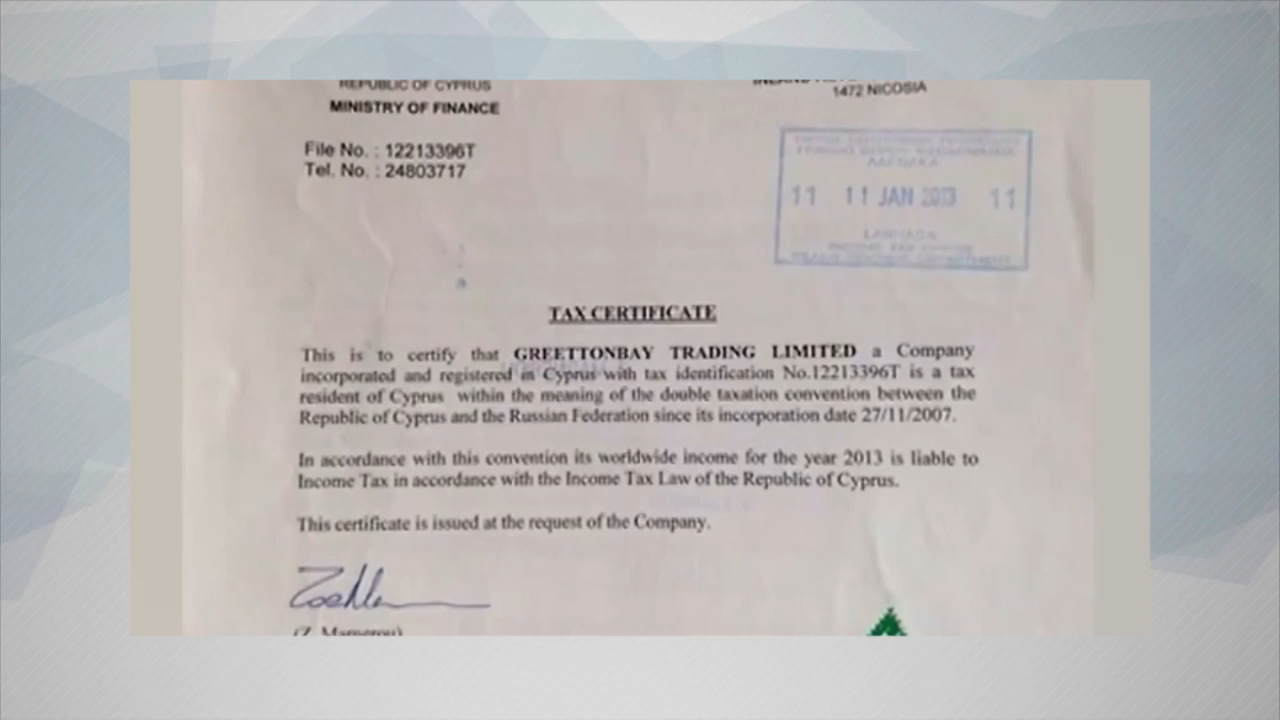 REPUBLIC OF CYPRUS
MINISTRY OF FINANCE
1472 NICOSIA
File No. : 12213396T
Tel. No. : 24803717
11 11 JAN 2013 11
LARNACA
TAX CERTIFICATE
This is to certify that GREETTONBAY TRADING LIMITED a Company
incorporated and registered in Cyprus with tax identification No.12213396T is a tax
resident of Cyprus within the meaning of the double taxation convention between the
Republic of Cyprus and the Russian Federation since its incorporation date 27/11/2007.
In accordance with this convention its worldwide income for the year 2013 is liable to
Income Tax in accordance with the Income Tax Law of the Republic of Cyprus.
This certificate is issued at the request of the Company.